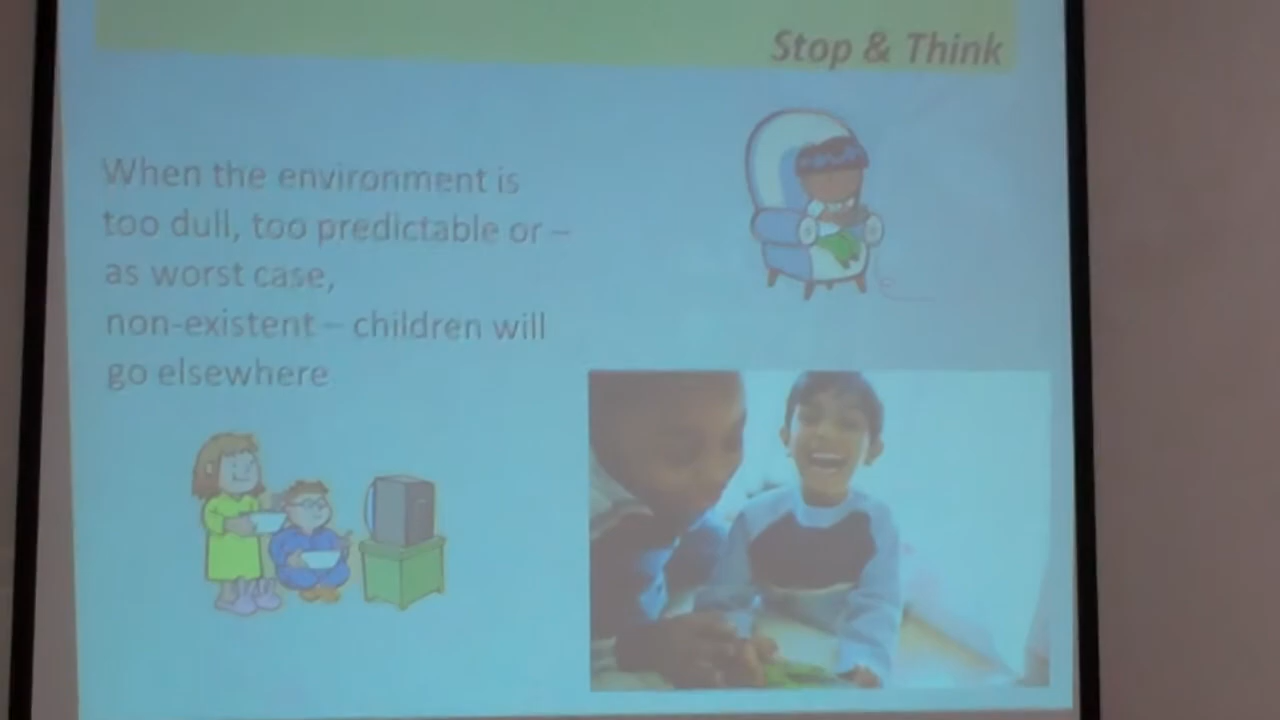 Stop & Think
When the environment is
too dull, too predictable or –
as worst case,
non-existent – children will
go elsewhere